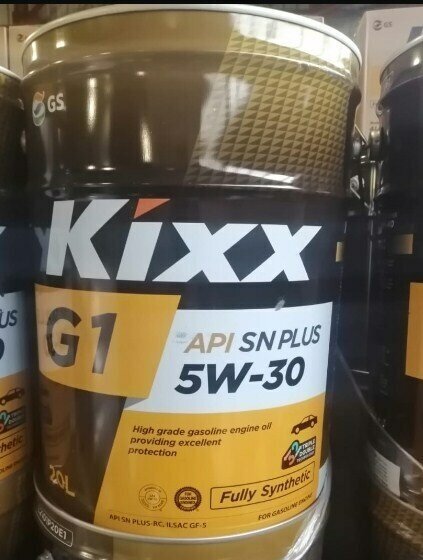 GS
GS
Kixx
G1
API SN PLUS
5W-30
High grade gasoline engine oil
providing excellent
protection
20L
Fully Synthetic
API SN PLUS-RC, ILSAC GF-5
FOR GASOLINE ENGINE